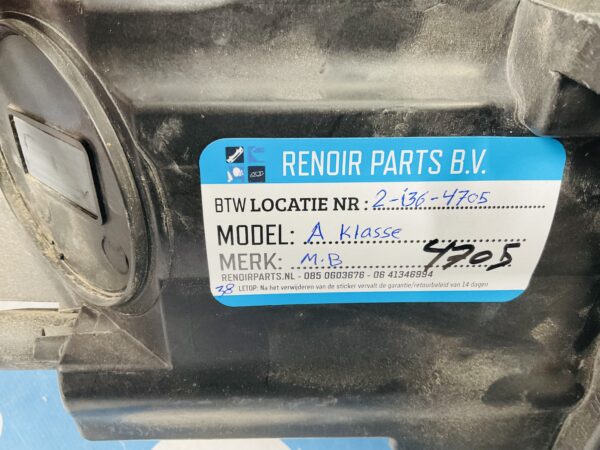 RENOIR PARTS B.V.
BTW LOCATIE NR: 2-i36-4705
MODEL: A Klasse
MERK: M.B 4705
RENOIRPARTS.NL - 085 0603676 - 06 41346994
38 LETOP: Na het verwijderen van de sticker vervalt de garantie/retourbeleid van 14 dagen